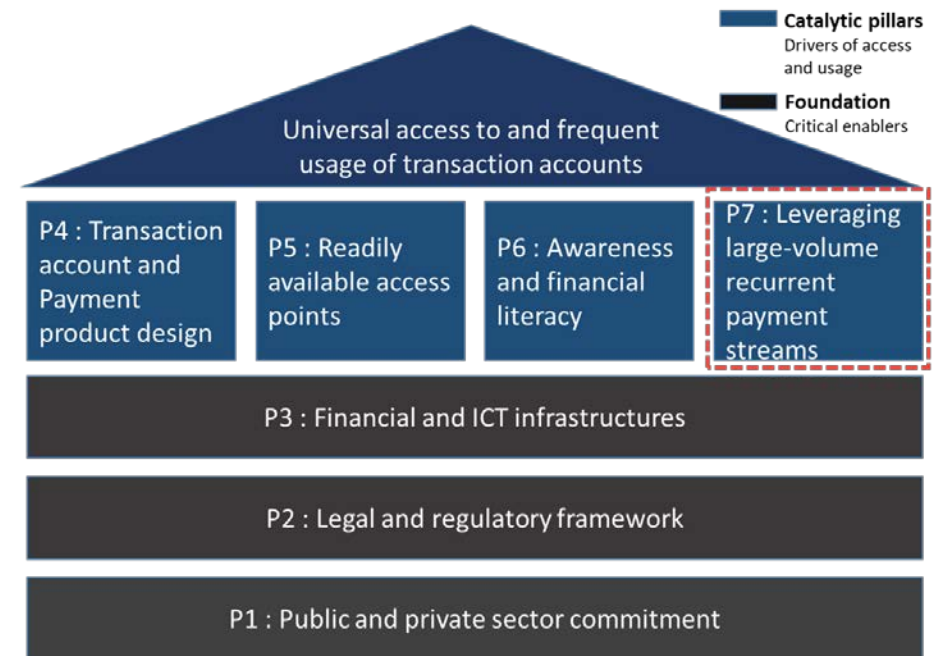 Catalytic pillars
Drivers of access
and usage
Foundation
Critical enablers
Universal access to and frequent
usage of transaction accounts
P4 : Transaction
account and
Payment
product design
P5 : Readily
available access
points
P6 : Awareness
and financial
literacy
P7 : Leveraging
large-volume
recurrent
payment
streams
P3 : Financial and ICT infrastructures
P2 : Legal and regulatory framework
P1 : Public and private sector commitment